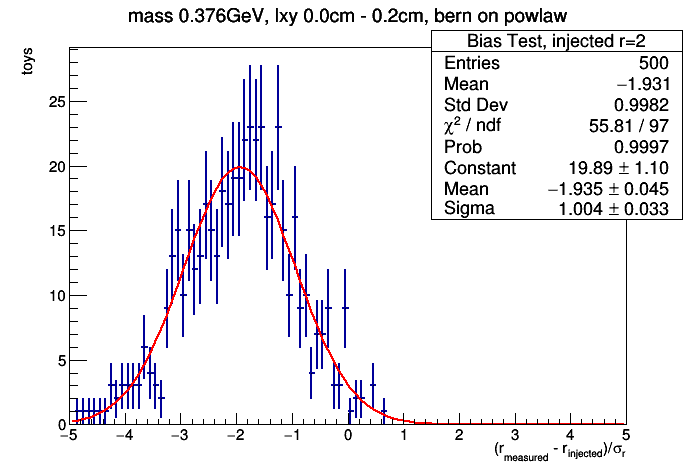 mass 0.376GeV, lxy 0.0cm - 0.2cm, bern on powlaw
Bias Test, injected r=2
Entries 500
Mean −1.931
Std Dev 0.9982
χ² / ndf 55.81 / 97
Prob 0.9997
Constant 19.89 ± 1.10
Mean −1.935 ± 0.045
Sigma 1.004 ± 0.033
toys
25
20
15
10
5
0
−5 −4 −3 −2 −1 0 1 2 3 4 5
(r_measured - r_injected)/σ_r